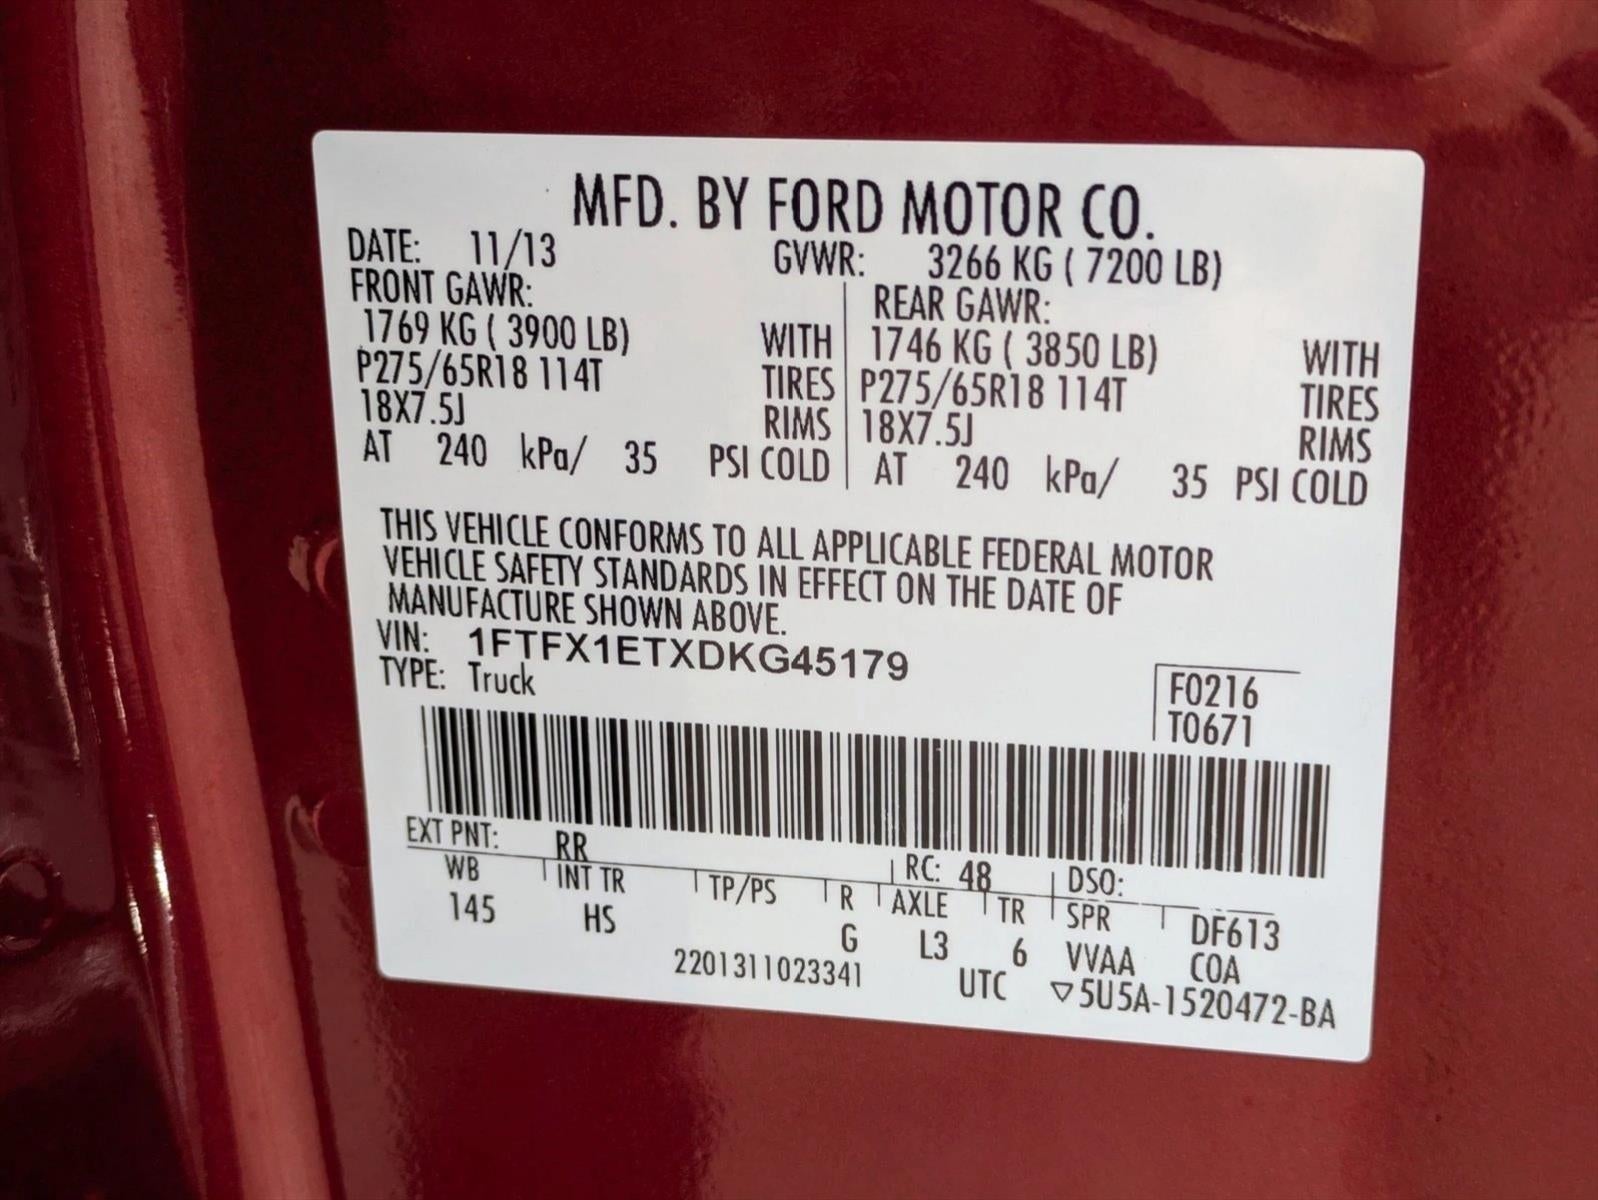 MFD. BY FORD MOTOR CO.
DATE: 11/13 GVWR: 3266 KG ( 7200 LB)
FRONT GAWR: REAR GAWR:
1769 KG ( 3900 LB) WITH 1746 KG ( 3850 LB) WITH
P275/65R18 114T TIRES P275/65R18 114T TIRES
18X7.5J RIMS 18X7.5J RIMS
AT 240 kPa/ 35 PSI COLD AT 240 kPa/ 35 PSI COLD
THIS VEHICLE CONFORMS TO ALL APPLICABLE FEDERAL MOTOR
VEHICLE SAFETY STANDARDS IN EFFECT ON THE DATE OF
MANUFACTURE SHOWN ABOVE.
VIN: 1FTFX1ETXDKG45179
TYPE: Truck F0216
T0671
EXT PNT: RR RC: 48 DSO:
WB INT TR TP/PS R AXLE TR SPR DF613
145 HS G L3 6 VVAA COA
2201311023341 UTC ▽5U5A-1520472-BA